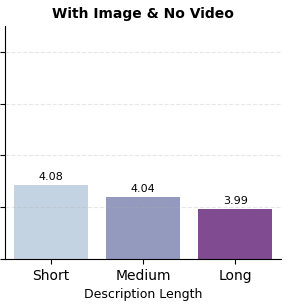 With Image & No Video
4.08
4.04
3.99
Short Medium Long
Description Length